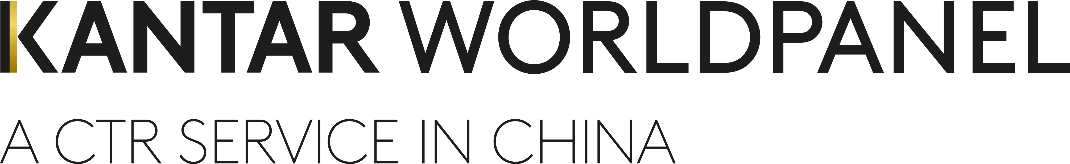 KANTAR WORLDPANEL
A CTR SERVICE IN CHINA